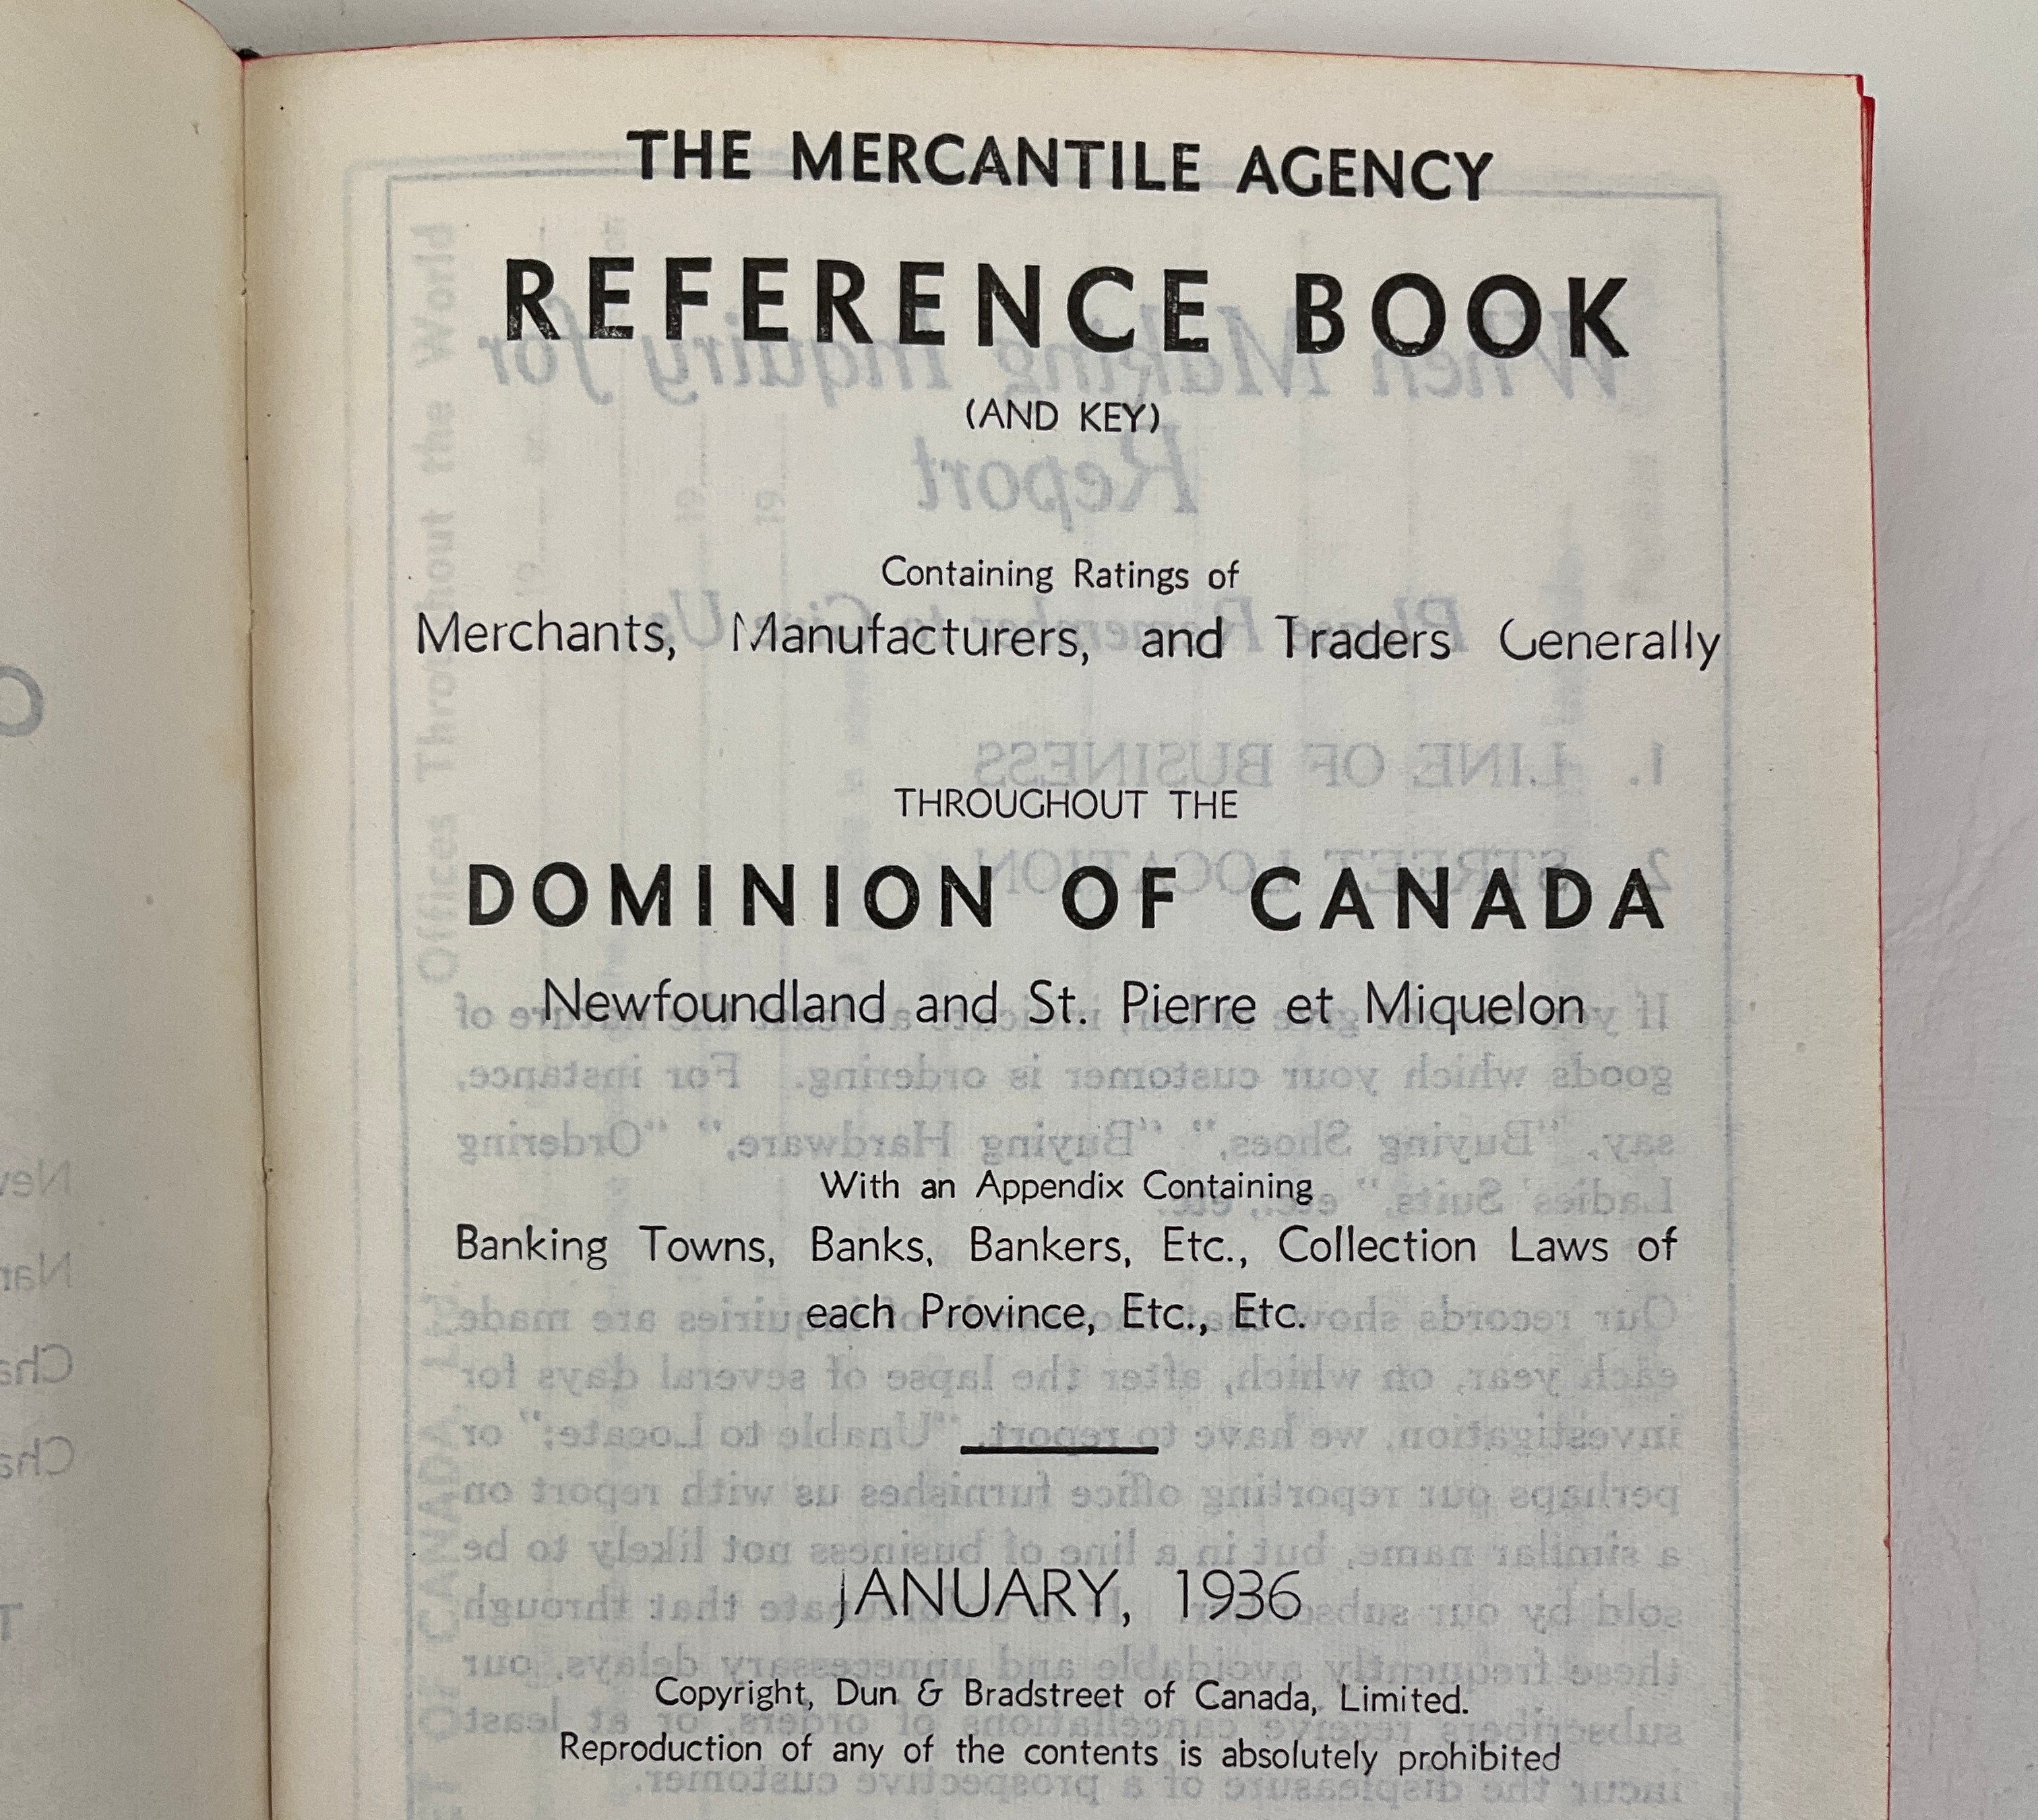 THE MERCANTILE AGENCY
REFERENCE BOOK
(AND KEY)
Containing Ratings of
Merchants, Manufacturers, and Traders Generally
THROUGHOUT THE
DOMINION OF CANADA
Newfoundland and St. Pierre et Miquelon
With an Appendix Containing
Banking Towns, Banks, Bankers, Etc., Collection Laws of
each Province, Etc., Etc.
JANUARY, 1936
Copyright, Dun & Bradstreet of Canada, Limited.
Reproduction of any of the contents is absolutely prohibited